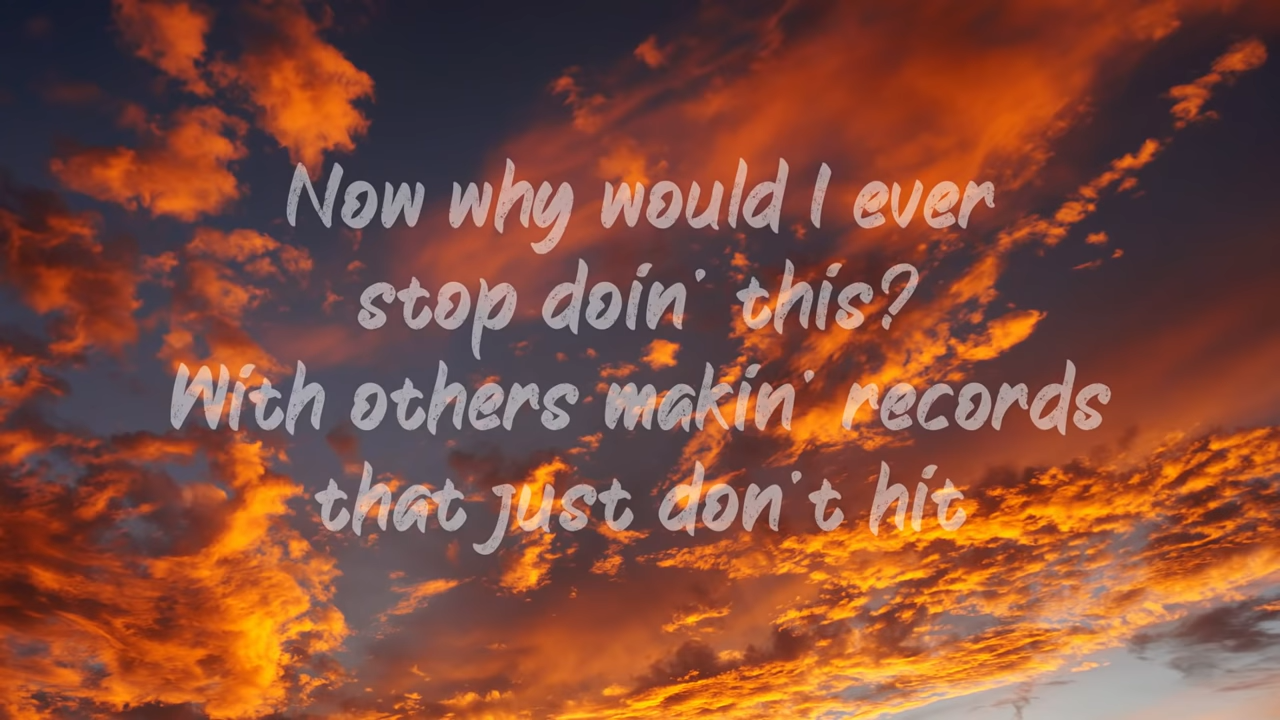 Now why would I ever
stop doin' this?
With others makin' records
that just don't hit